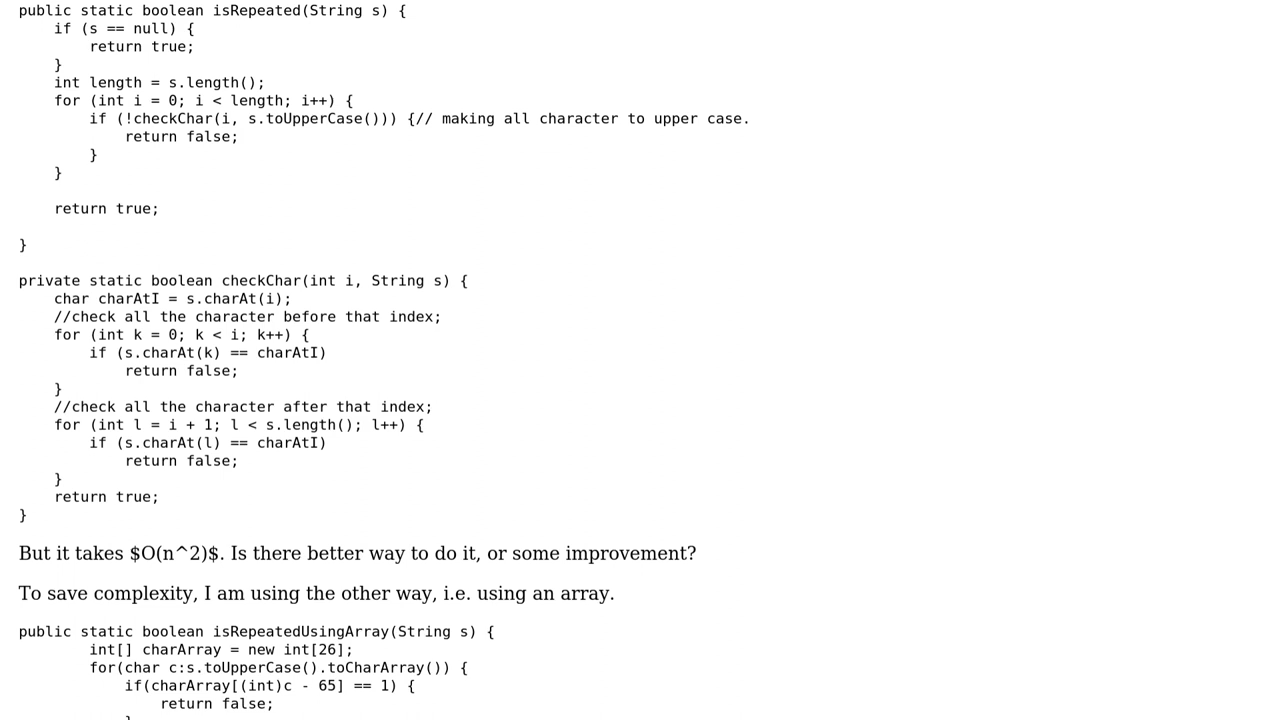 public static boolean isRepeated(String s) {
    if (s == null) {
        return true;
    }
    int length = s.length();
    for (int i = 0; i < length; i++) {
        if (!checkChar(i, s.toUpperCase())) {// making all character to upper case.
            return false;
        }
    }

    return true;

}

private static boolean checkChar(int i, String s) {
    char charAtI = s.charAt(i);
    //check all the character before that index;
    for (int k = 0; k < i; k++) {
        if (s.charAt(k) == charAtI)
            return false;
    }
    //check all the character after that index;
    for (int l = i + 1; l < s.length(); l++) {
        if (s.charAt(l) == charAtI)
            return false;
    }
    return true;
}

But it takes $O(n^2)$. Is there better way to do it, or some improvement?

To save complexity, I am using the other way, i.e. using an array.

public static boolean isRepeatedUsingArray(String s) {
        int[] charArray = new int[26];
        for(char c:s.toUpperCase().toCharArray()) {
            if(charArray[(int)c - 65] == 1) {
                return false;
            }